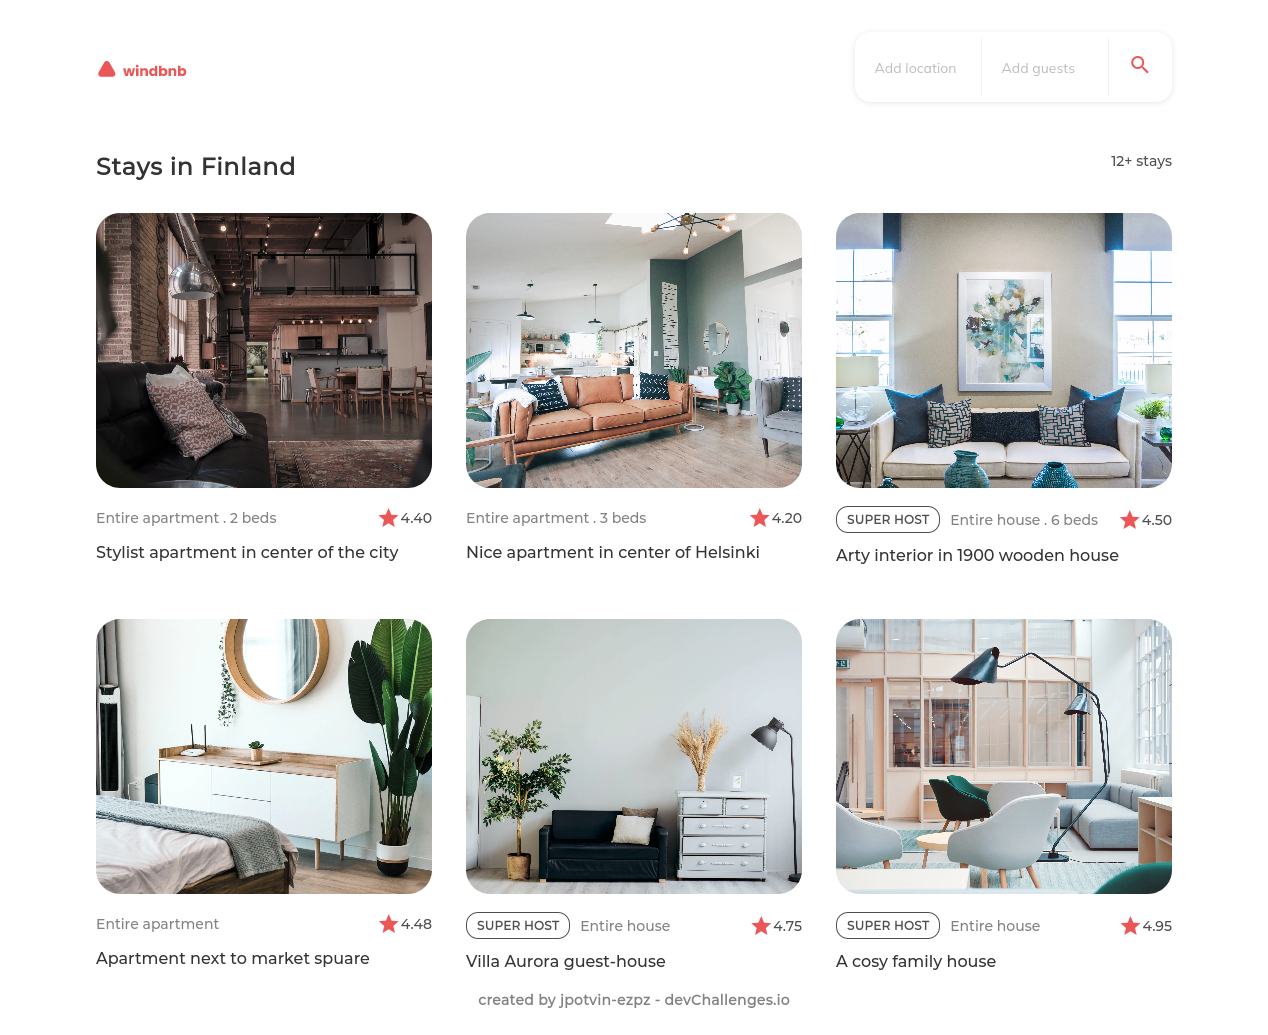 windbnb
Add location
Add guests
Stays in Finland
12+ stays
Entire apartment . 2 beds
4.40
Stylist apartment in center of the city
Entire apartment . 3 beds
4.20
Nice apartment in center of Helsinki
SUPER HOST
Entire house . 6 beds
4.50
Arty interior in 1900 wooden house
Entire apartment
4.48
Apartment next to market spuare
SUPER HOST
Entire house
4.75
Villa Aurora guest-house
SUPER HOST
Entire house
4.95
A cosy family house
created by jpotvin-ezpz - devChallenges.io